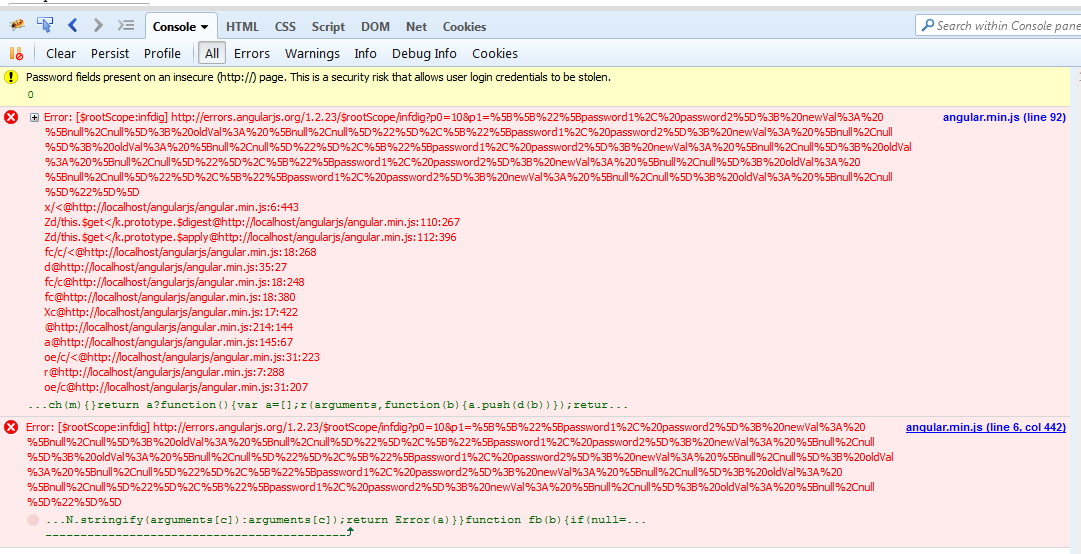 Console
HTML
CSS
Script
DOM
Net
Cookies
Search within Console pane
Clear
Persist
Profile
All
Errors
Warnings
Info
Debug Info
Cookies
Password fields present on an insecure (http://) page. This is a security risk that allows user login credentials to be stolen.
0
Error: [$rootScope:infdig] http://errors.angularjs.org/1.2.23/$rootScope/infdig?p0=10&p1=%5B%5B%22%5Bpassword1%2C%20password2%5D%3B%20newVal%3A%20
angular.min.js (line 92)
%5Bnull%2Cnull%5D%3B%20oldVal%3A%20%5Bnull%2Cnull%5D%22%5D%2C%5B%22%5Bpassword1%2C%20password2%5D%3B%20newVal%3A%20%5Bnull%2Cnull
%5D%3B%20oldVal%3A%20%5Bnull%2Cnull%5D%22%5D%2C%5B%22%5Bpassword1%2C%20password2%5D%3B%20newVal%3A%20%5Bnull%2Cnull%5D%3B%20oldVal
%3A%20%5Bnull%2Cnull%5D%22%5D%2C%5B%22%5Bpassword1%2C%20password2%5D%3B%20newVal%3A%20%5Bnull%2Cnull%5D%3B%20oldVal%3A%20
%5Bnull%2Cnull%5D%22%5D%2C%5B%22%5Bpassword1%2C%20password2%5D%3B%20newVal%3A%20%5Bnull%2Cnull%5D%3B%20oldVal%3A%20%5Bnull%2Cnull
%5D%22%5D%5D
x/<@http://localhost/angularjs/angular.min.js:6:443
Zd/this.$get</k.prototype.$digest@http://localhost/angularjs/angular.min.js:110:267
Zd/this.$get</k.prototype.$apply@http://localhost/angularjs/angular.min.js:112:396
fc/c/<@http://localhost/angularjs/angular.min.js:18:268
d@http://localhost/angularjs/angular.min.js:35:27
fc/c@http://localhost/angularjs/angular.min.js:18:248
fc@http://localhost/angularjs/angular.min.js:18:380
Xc@http://localhost/angularjs/angular.min.js:17:422
@http://localhost/angularjs/angular.min.js:214:144
a@http://localhost/angularjs/angular.min.js:145:67
oe/c/<@http://localhost/angularjs/angular.min.js:31:223
r@http://localhost/angularjs/angular.min.js:7:288
oe/c@http://localhost/angularjs/angular.min.js:31:207
...ch(m){}return a?function(){var a=[];r(arguments,function(b){a.push(d(b))});retur...
Error: [$rootScope:infdig] http://errors.angularjs.org/1.2.23/$rootScope/infdig?p0=10&p1=%5B%5B%22%5Bpassword1%2C%20password2%5D%3B%20newVal%3A%20
angular.min.js (line 6, col 442)
%5Bnull%2Cnull%5D%3B%20oldVal%3A%20%5Bnull%2Cnull%5D%22%5D%2C%5B%22%5Bpassword1%2C%20password2%5D%3B%20newVal%3A%20%5Bnull%2Cnull
%5D%3B%20oldVal%3A%20%5Bnull%2Cnull%5D%22%5D%2C%5B%22%5Bpassword1%2C%20password2%5D%3B%20newVal%3A%20%5Bnull%2Cnull%5D%3B%20oldVal
%3A%20%5Bnull%2Cnull%5D%22%5D%2C%5B%22%5Bpassword1%2C%20password2%5D%3B%20newVal%3A%20%5Bnull%2Cnull%5D%3B%20oldVal%3A%20
%5Bnull%2Cnull%5D%22%5D%2C%5B%22%5Bpassword1%2C%20password2%5D%3B%20newVal%3A%20%5Bnull%2Cnull%5D%3B%20oldVal%3A%20%5Bnull%2Cnull
%5D%22%5D%5D
...N.stringify(arguments[c]):arguments[c]);return Error(a)}}function fb(b){if(null=...